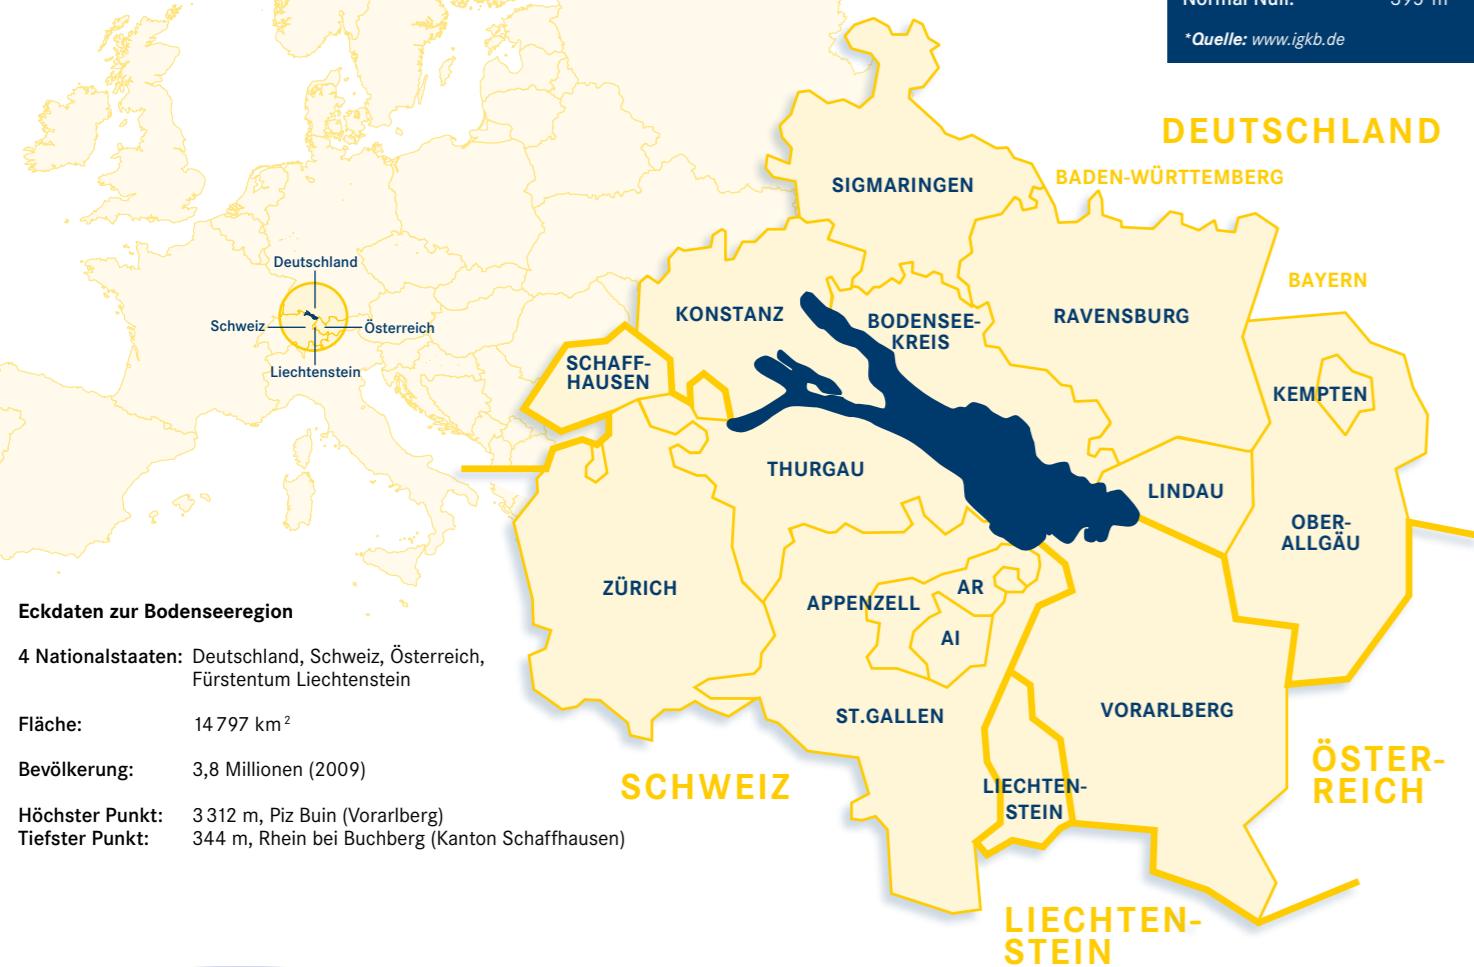 Normal Null: 395 m
*Quelle: www.igkb.de
DEUTSCHLAND
BADEN-WÜRTTEMBERG
SIGMARINGEN
BAYERN
Deutschland
Schweiz
Österreich
Liechtenstein
KONSTANZ
BODENSEE-
KREIS
RAVENSBURG
SCHAFF-
HAUSEN
KEMPTEN
THURGAU
LINDAU
OBER-
ALLGÄU
ZÜRICH
APPENZELL
AR
AI
ST.GALLEN
VORARLBERG
LIECHTEN-
STEIN
SCHWEIZ
ÖSTER-
REICH
LIECHTEN-
STEIN
Eckdaten zur Bodenseeregion
4 Nationalstaaten: Deutschland, Schweiz, Österreich,
Fürstentum Liechtenstein
Fläche: 14 797 km²
Bevölkerung: 3,8 Millionen (2009)
Höchster Punkt: 3 312 m, Piz Buin (Vorarlberg)
Tiefster Punkt: 344 m, Rhein bei Buchberg (Kanton Schaffhausen)